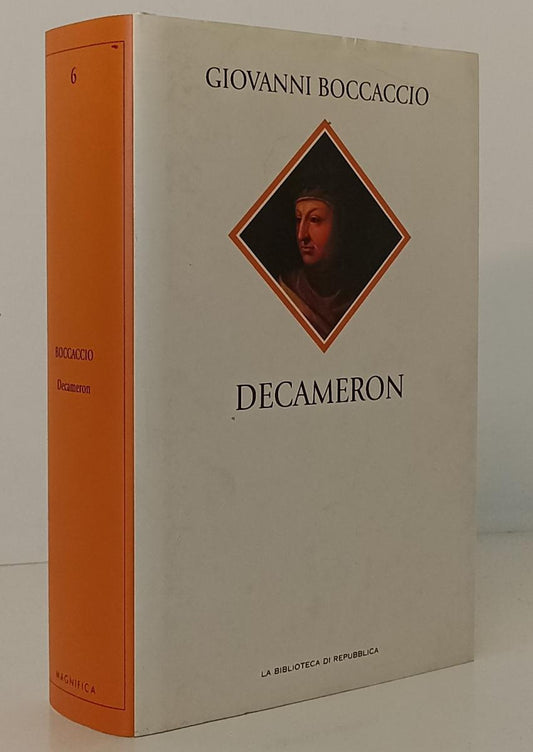 6
BOCCACCIO
Decameron
MAGNIFICA
GIOVANNI BOCCACCIO
DECAMERON
LA BIBLIOTECA DI REPUBBLICA